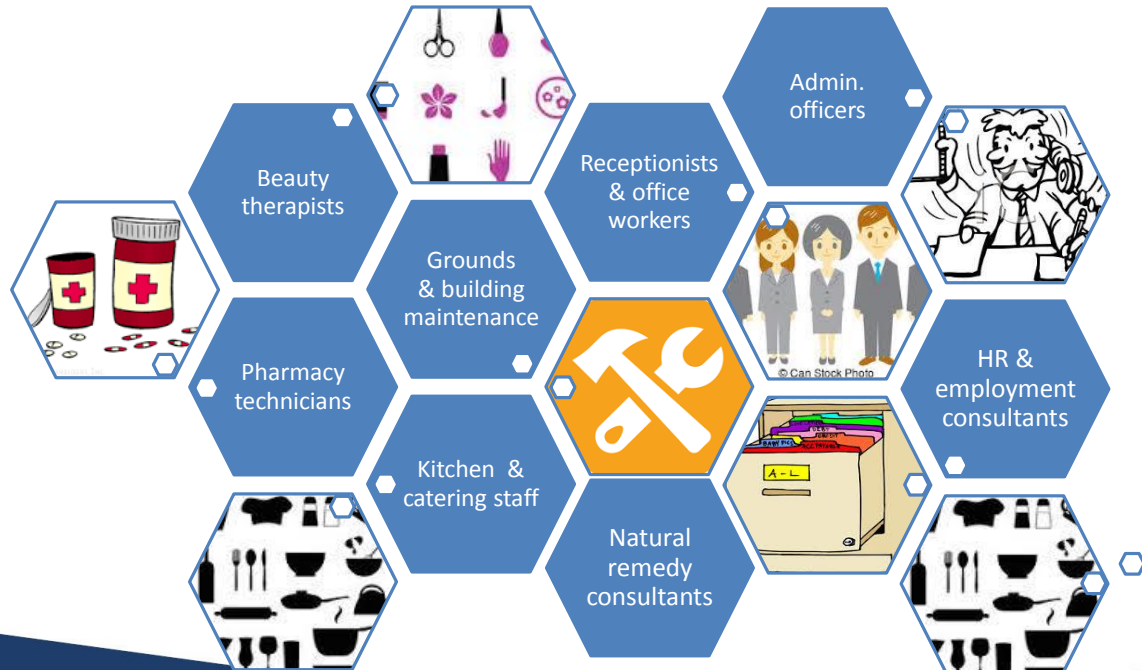 Admin.
officers
Beauty
therapists
Receptionists
& office
workers
Grounds
& building
maintenance
© Can Stock Photo
Pharmacy
technicians
HR &
employment
consultants
Kitchen &
catering staff
A - L
Natural
remedy
consultants